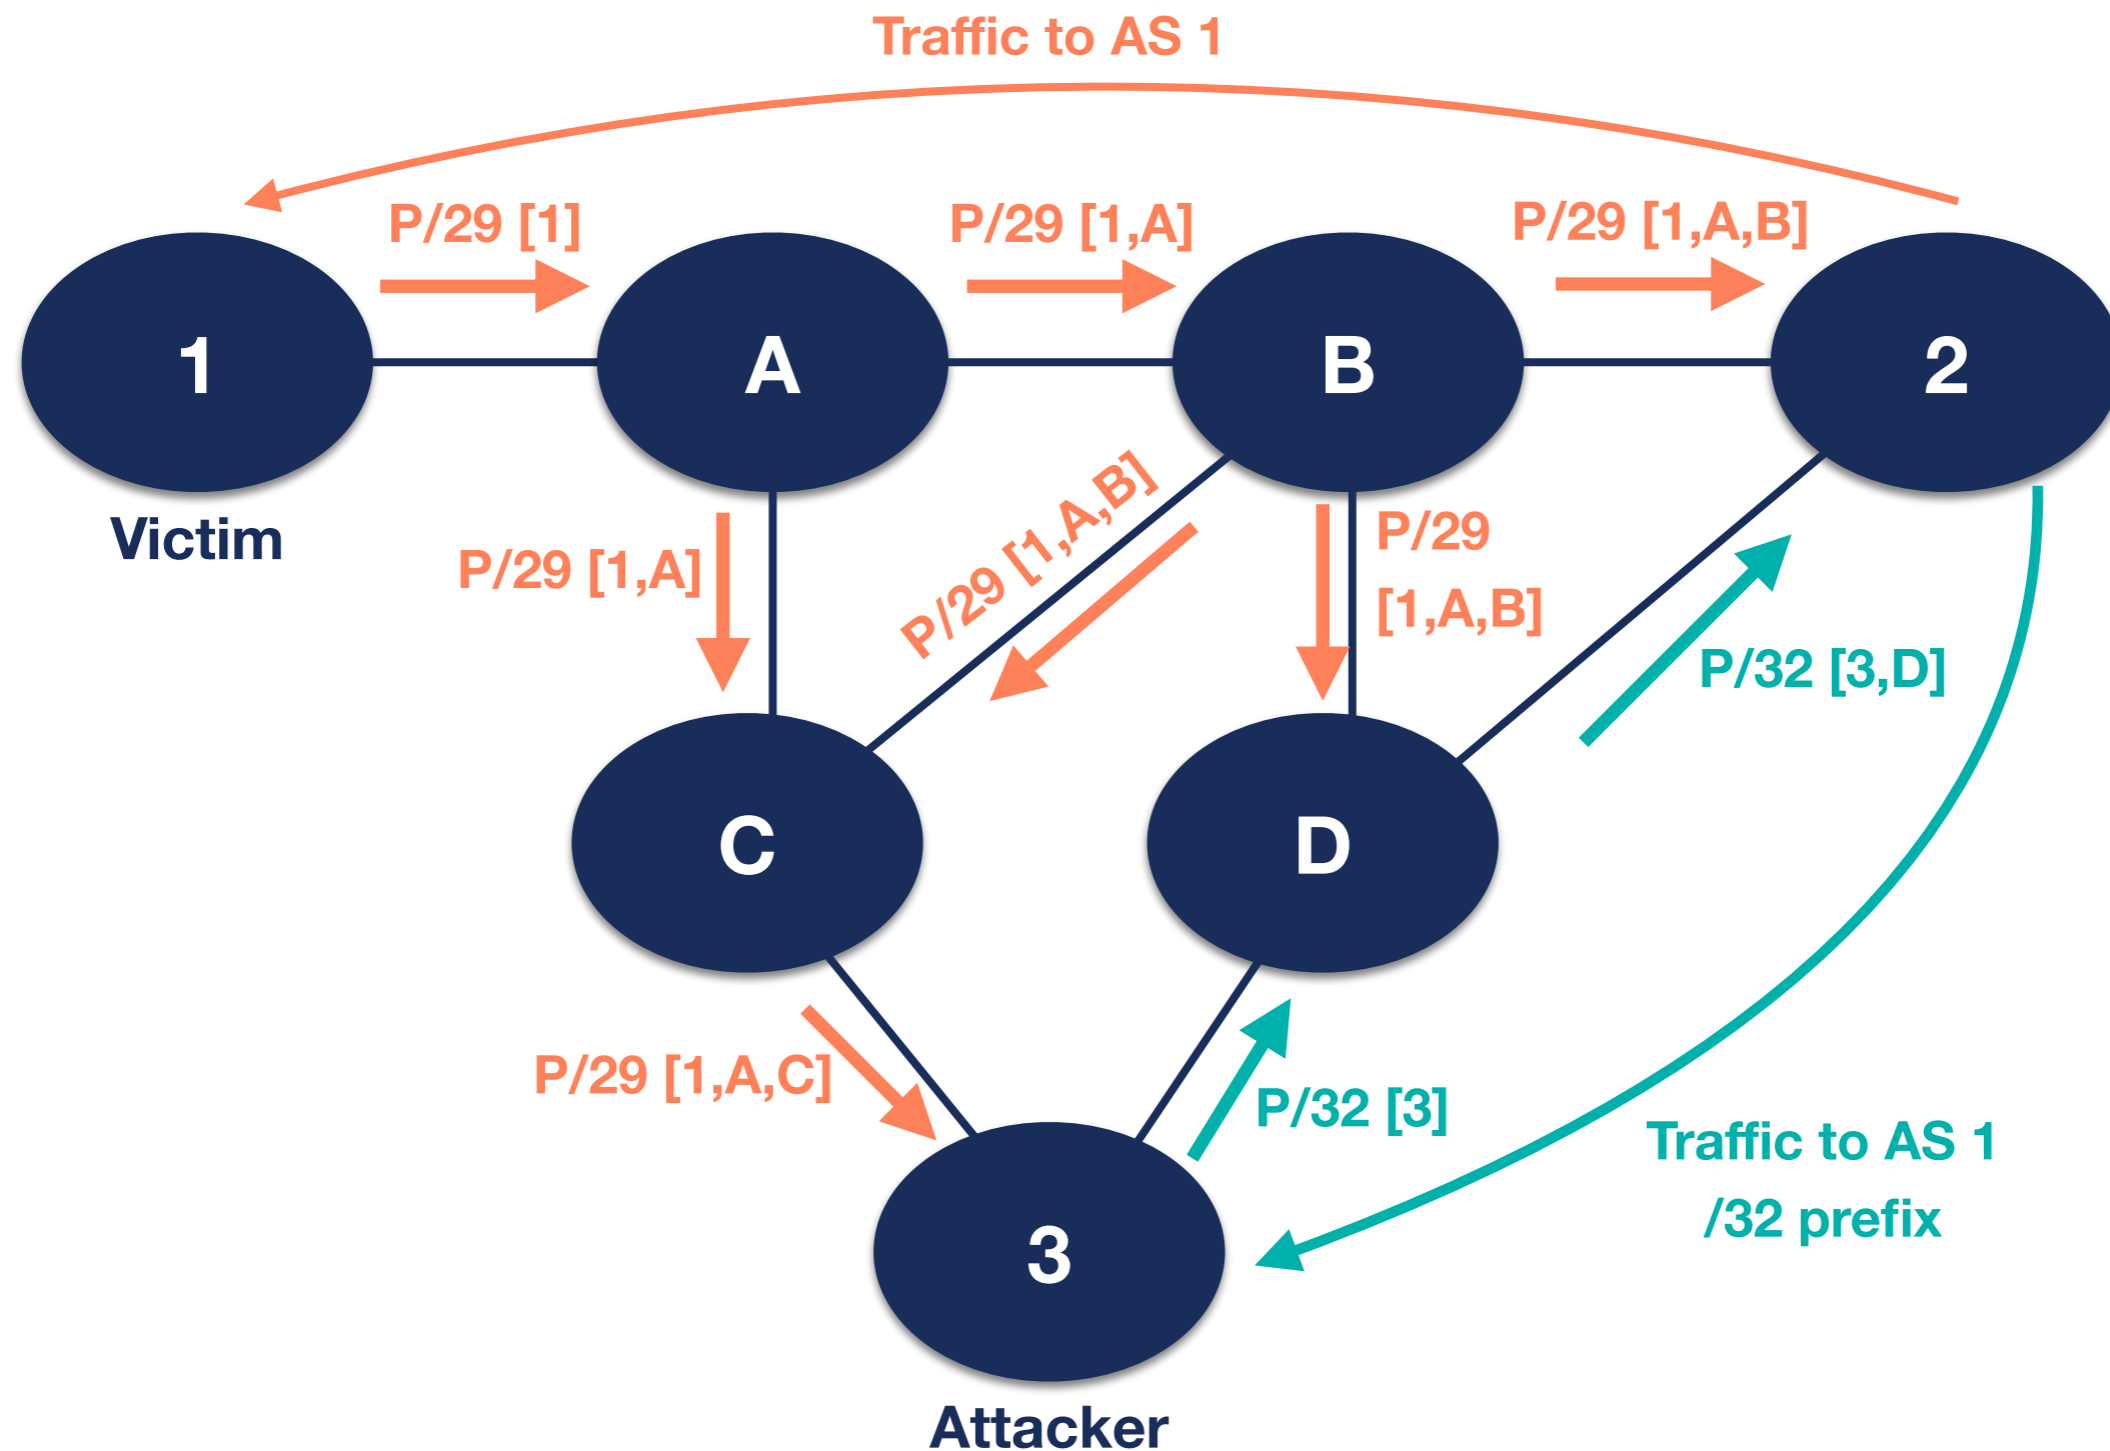 Traffic to AS 1
P/29 [1]
P/29 [1,A]
P/29 [1,A,B]
1
A
B
2
Victim
P/29 [1,A]
P/29 [1,A,B]
P/29
[1,A,B]
P/32 [3,D]
C
D
P/29 [1,A,C]
P/32 [3]
Traffic to AS 1
/32 prefix
3
Attacker